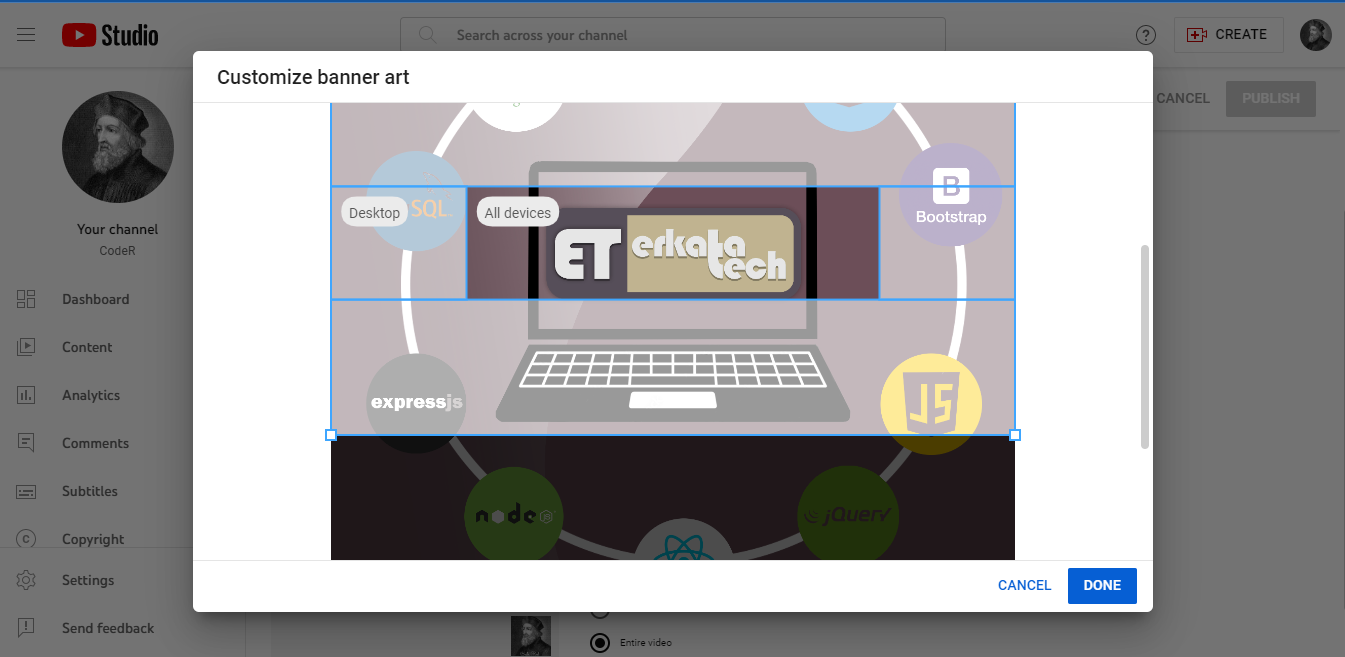 Studio
Search across your channel
?
CREATE
Customize banner art
CANCEL
PUBLISH
Desktop
SQL
All devices
B
Bootstrap
ET erkata tech
expressjs
JS
node JS
jQuery
CANCEL
DONE
Your channel
CodeR
Dashboard
Content
Analytics
Comments
Subtitles
Copyright
Settings
Send feedback
Entire video